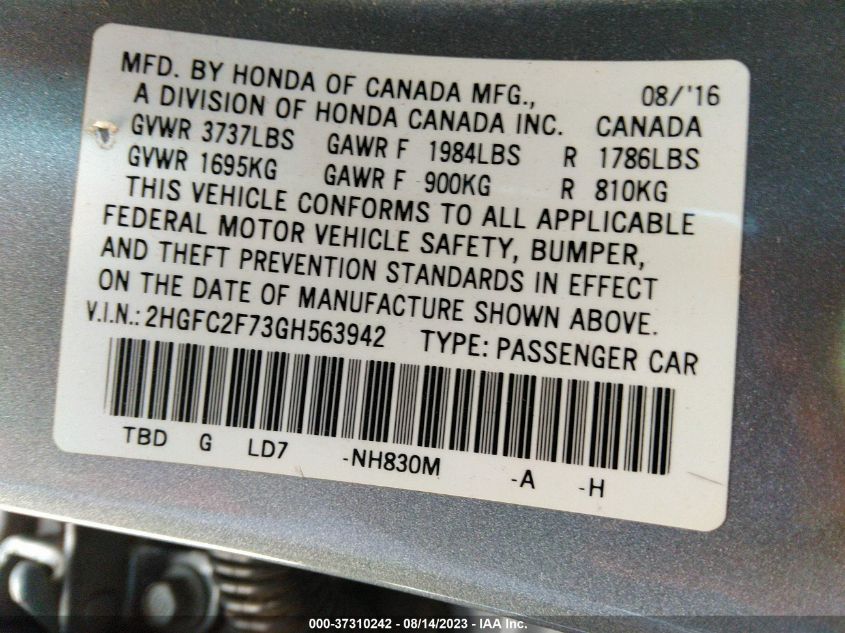 MFD. BY HONDA OF CANADA MFG., 08/'16
A DIVISION OF HONDA CANADA INC. CANADA
GVWR 3737LBS GAWR F 1984LBS R 1786LBS
GVWR 1695KG GAWR F 900KG R 810KG
THIS VEHICLE CONFORMS TO ALL APPLICABLE
FEDERAL MOTOR VEHICLE SAFETY, BUMPER,
AND THEFT PREVENTION STANDARDS IN EFFECT
ON THE DATE OF MANUFACTURE SHOWN ABOVE.
V.I.N.: 2HGFC2F73GH563942 TYPE: PASSENGER CAR
TBD G LD7 -NH830M -A -H
000-37310242 - 08/14/2023 - IAA Inc.